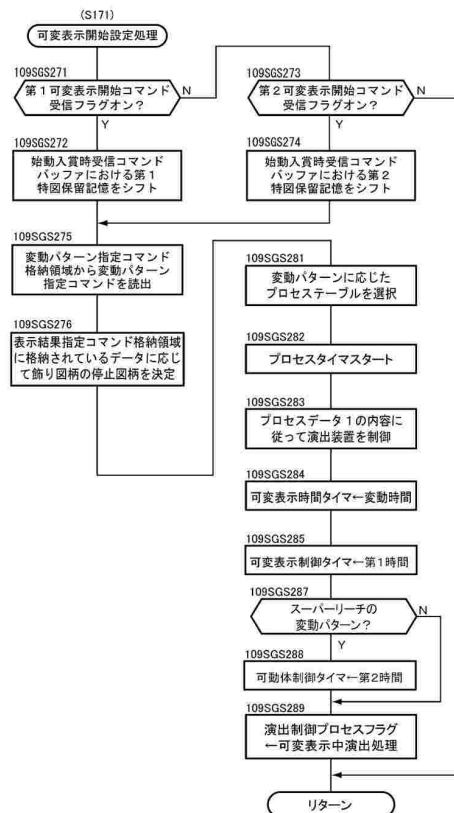 (S171)
可変表示開始設定処理
109SGS271
第1可変表示開始コマンド
受信フラグオン？
N
Y
109SGS273
第2可変表示開始コマンド
受信フラグオン？
N
Y
109SGS272
始動入賞時受信コマンド
バッファにおける第1
特図保留記憶をシフト
109SGS274
始動入賞時受信コマンド
バッファにおける第2
特図保留記憶をシフト
109SGS275
変動パターン指定コマンド
格納領域から変動パターン
指定コマンドを読出
109SGS276
表示結果指定コマンド格納領域
に格納されているデータに応じ
て飾り図柄の停止図柄を決定
109SGS281
変動パターンに応じた
プロセステーブルを選択
109SGS282
プロセスタイマスタート
109SGS283
プロセスデータ1の内容に
従って演出装置を制御
109SGS284
可変表示時間タイマ←変動時間
109SGS285
可変表示制御タイマ←第1時間
109SGS287
スーパーリーチの
変動パターン？
N
Y
109SGS288
可動体制御タイマ←第2時間
109SGS289
演出制御プロセスフラグ
←可変表示中演出処理
リターン